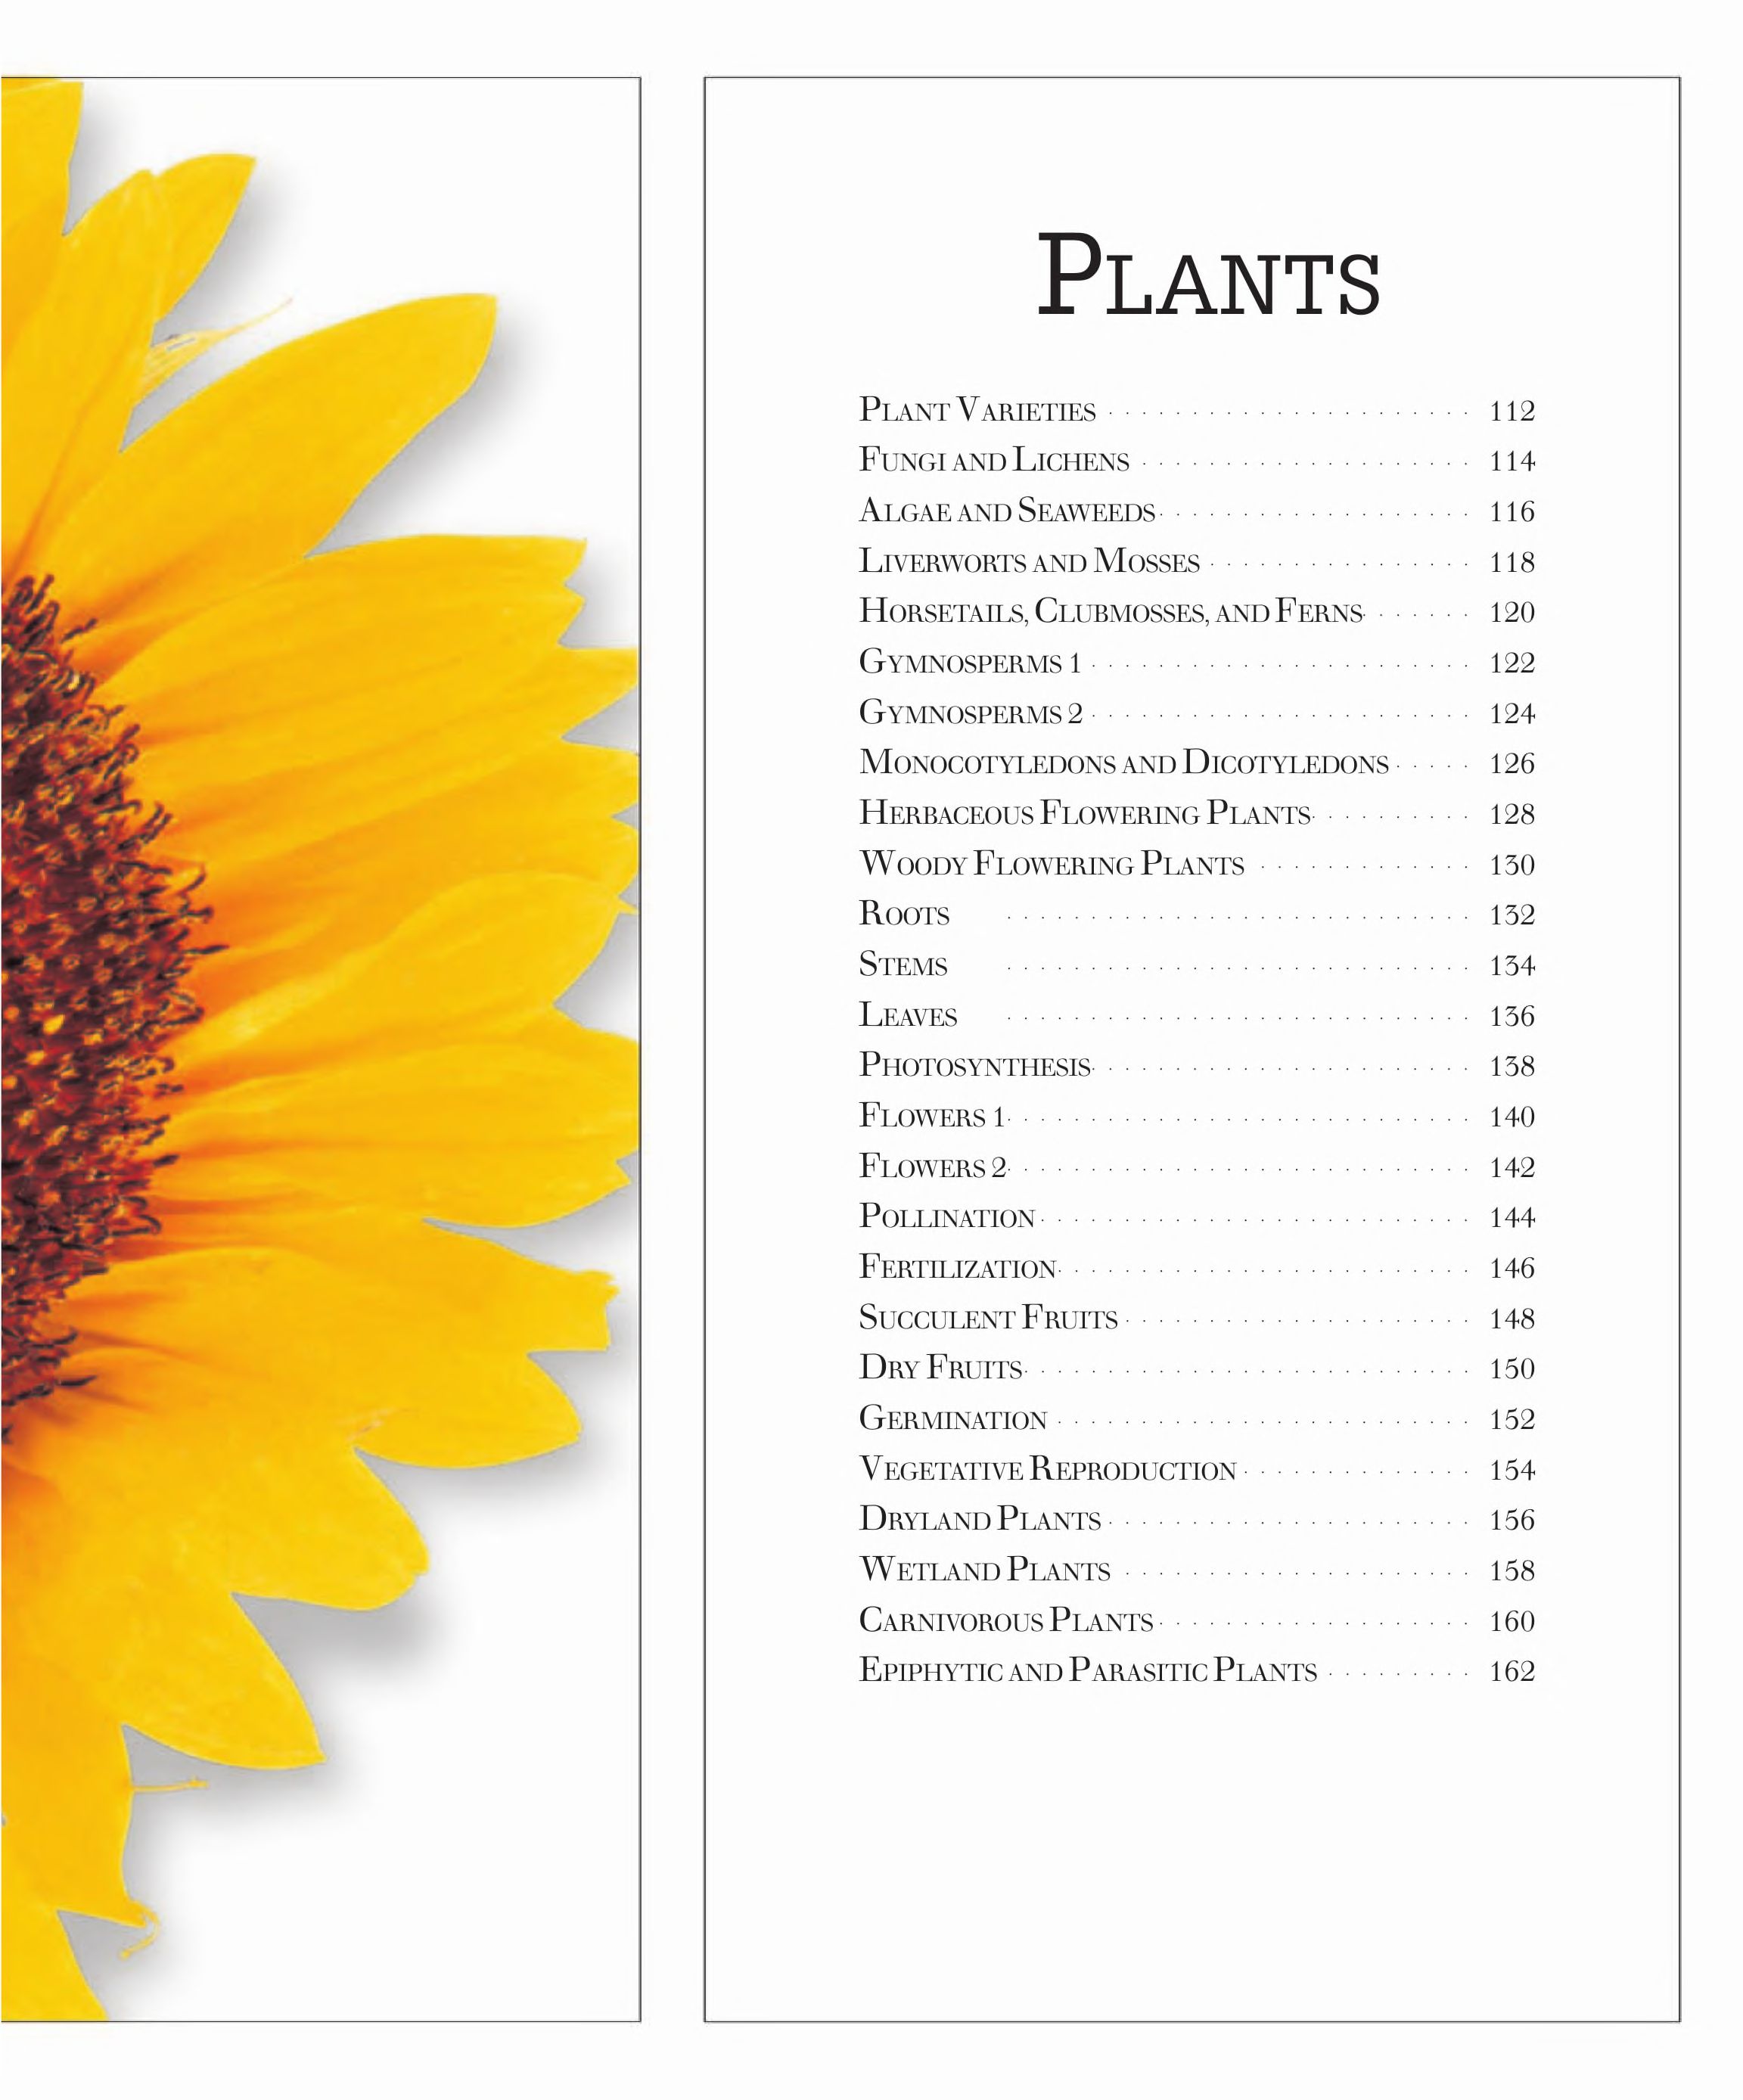 PLANTS
PLANT VARIETIES · · · · · · · · · · · · · · · · · · · · · · 112
FUNGI AND LICHENS · · · · · · · · · · · · · · · · · · · · 114
ALGAE AND SEAWEEDS · · · · · · · · · · · · · · · · · · · 116
LIVERWORTS AND MOSSES · · · · · · · · · · · · · · · · 118
HORSETAILS, CLUBMOSSES, AND FERNS · · · · · · · 120
GYMNOSPERMS 1 · · · · · · · · · · · · · · · · · · · · · · · 122
GYMNOSPERMS 2 · · · · · · · · · · · · · · · · · · · · · · · 124
MONOCOTYLEDONS AND DICOTYLEDONS · · · · · 126
HERBACEOUS FLOWERING PLANTS · · · · · · · · · · 128
WOODY FLOWERING PLANTS · · · · · · · · · · · · · 130
ROOTS · · · · · · · · · · · · · · · · · · · · · · · · · · · · 132
STEMS · · · · · · · · · · · · · · · · · · · · · · · · · · · · 134
LEAVES · · · · · · · · · · · · · · · · · · · · · · · · · · · · 136
PHOTOSYNTHESIS · · · · · · · · · · · · · · · · · · · · · · · 138
FLOWERS 1 · · · · · · · · · · · · · · · · · · · · · · · · · · · · 140
FLOWERS 2 · · · · · · · · · · · · · · · · · · · · · · · · · · · · 142
POLLINATION · · · · · · · · · · · · · · · · · · · · · · · · · · 144
FERTILIZATION · · · · · · · · · · · · · · · · · · · · · · · · · 146
SUCCULENT FRUITS · · · · · · · · · · · · · · · · · · · · · 148
DRY FRUITS · · · · · · · · · · · · · · · · · · · · · · · · · · · 150
GERMINATION · · · · · · · · · · · · · · · · · · · · · · · · · 152
VEGETATIVE REPRODUCTION · · · · · · · · · · · · · · 154
DRYLAND PLANTS · · · · · · · · · · · · · · · · · · · · · · 156
WETLAND PLANTS · · · · · · · · · · · · · · · · · · · · · 158
CARNIVOROUS PLANTS · · · · · · · · · · · · · · · · · · · 160
EPIPHYTIC AND PARASITIC PLANTS · · · · · · · · · 162